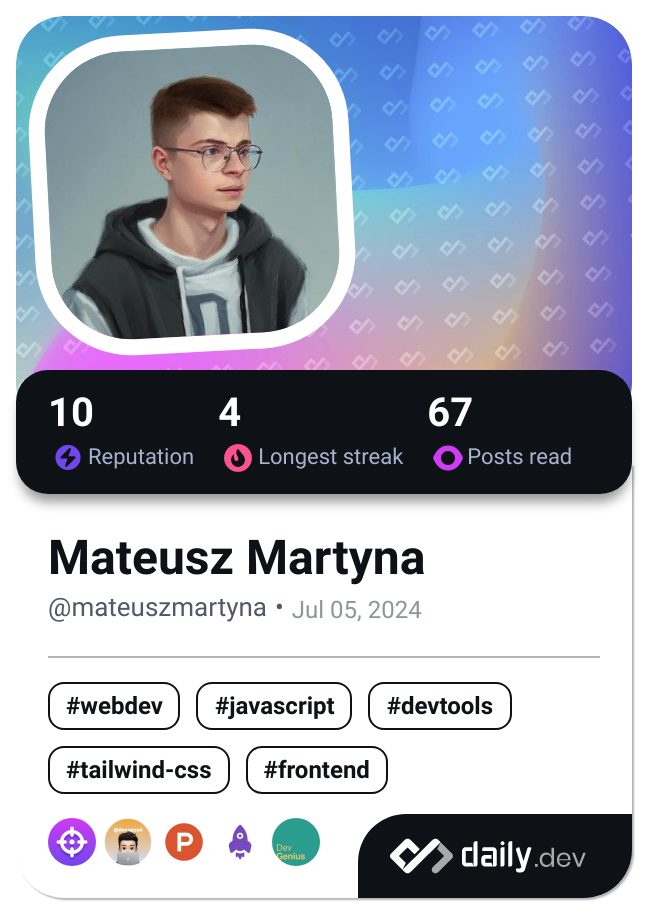 10 4 67
Reputation Longest streak Posts read
Mateusz Martyna
@mateuszmartyna • Jul 05, 2024
#webdev #javascript #devtools
#tailwind-css #frontend
P
Dev
Genius
daily.dev